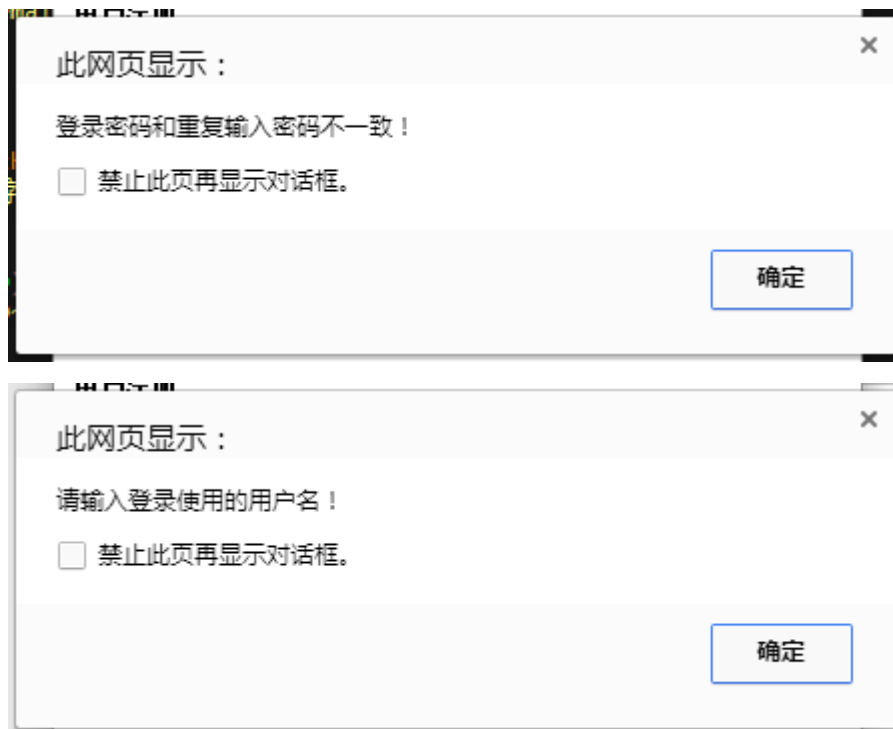 此网页显示：
登录密码和重复输入密码不一致！
禁止此页再显示对话框。
确定
此网页显示：
请输入登录使用的用户名！
禁止此页再显示对话框。
确定